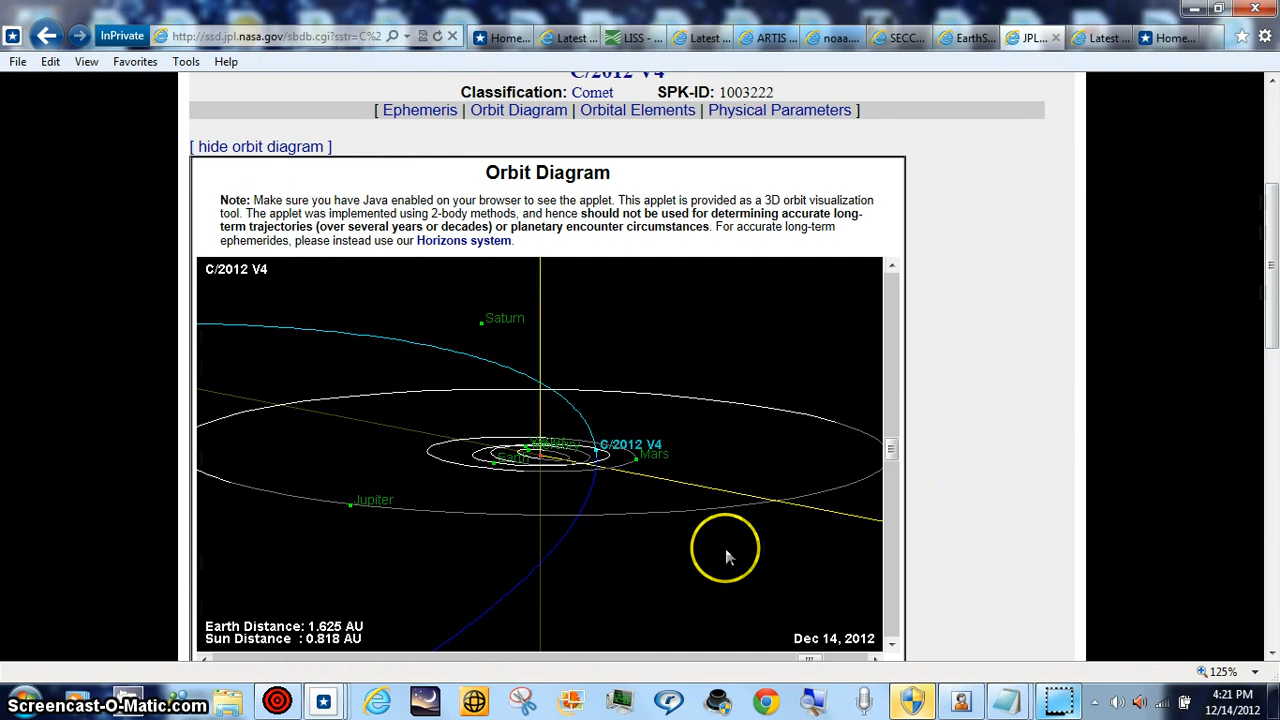 InPrivate http://ssd.jpl.nasa.gov/sbdb.cgi?sstr=C%2 Home... Latest ... LISS - ... Latest ... ARTIS ... noaa.... SECC... EarthS... JPL... Latest ... Home...
File Edit View Favorites Tools Help
C/2012 V4
Classification: Comet SPK-ID: 1003222
[ Ephemeris | Orbit Diagram | Orbital Elements | Physical Parameters ]
[ hide orbit diagram ]
Orbit Diagram
Note: Make sure you have Java enabled on your browser to see the applet. This applet is provided as a 3D orbit visualization
tool. The applet was implemented using 2-body methods, and hence should not be used for determining accurate long-
term trajectories (over several years or decades) or planetary encounter circumstances. For accurate long-term
ephemerides, please instead use our Horizons system.
C/2012 V4
Saturn
C/2012 V4
Mars
Earth
Jupiter
Earth Distance: 1.625 AU
Sun Distance : 0.818 AU
Dec 14, 2012
125%
Screencast-O-Matic.com
4:21 PM
12/14/2012